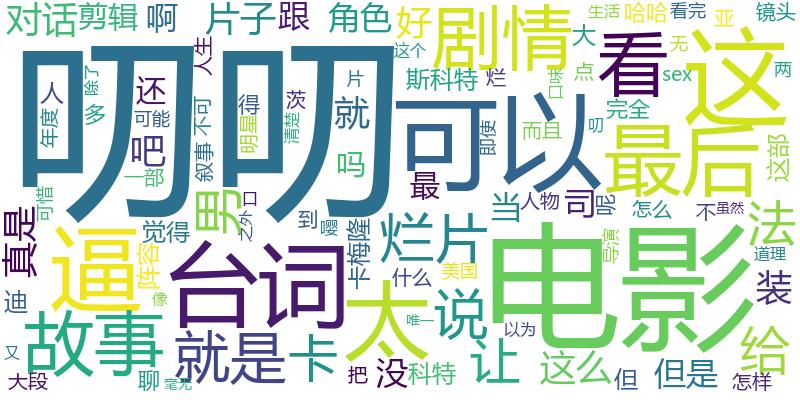 对话
剪辑
啊
片子
跟
角色
好
剧情
生活
哈哈
看完
亚
镜头
叨叨
还
人生
这个
大
无
看
这
除了
人
年度
多
可能
不可
得
明星
片
茨
清楚
就
斯科特
烂
点
口味
sex
两
可以
即使
而且
叨
完全
最后
这部
吧
一部
叙事
吗
最
可惜
真是
觉得
男
之外
口
到
嘤
卡梅隆
烂片
当
人物
司
呢
怎么
不
虽然
法
逼
阵容
台词
什么
美国
电影
导演
道理
迪
像
太
唯一
说
以为
装
故事
又
大段
聊
毫无
就是
卡
把
没
科特
让
这么
但
但是
给
怎样